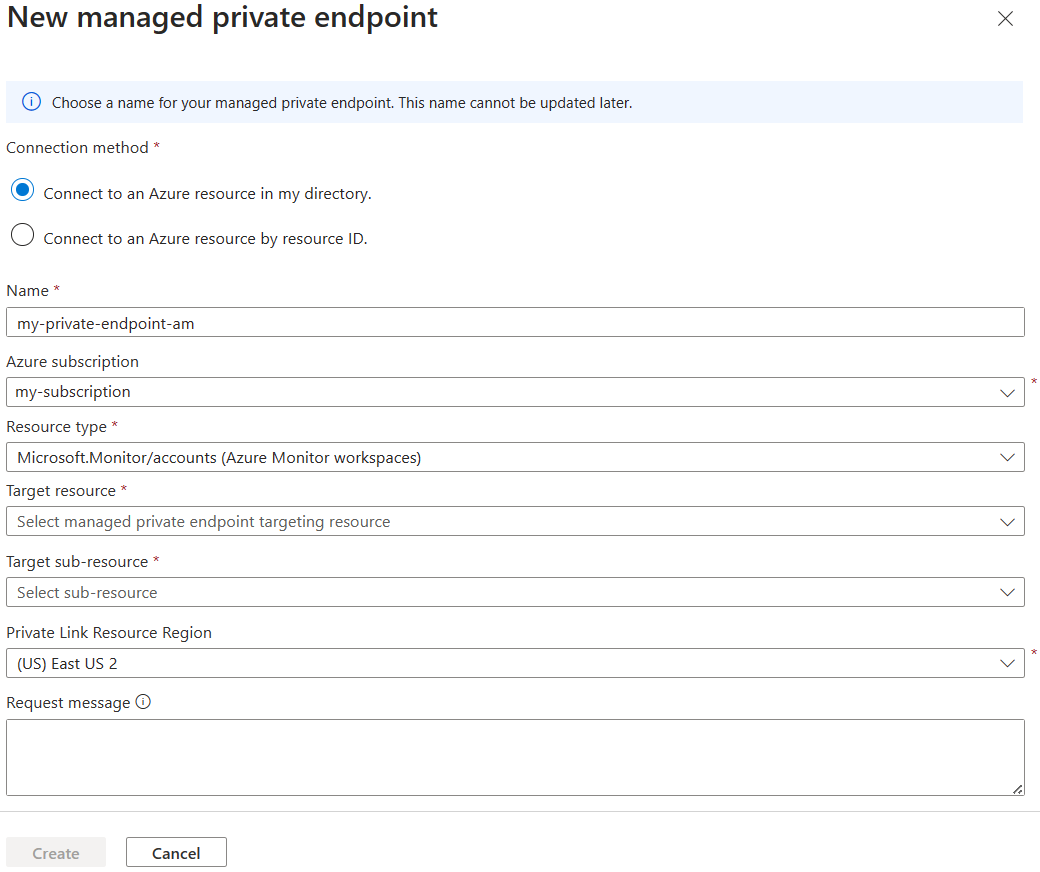 New managed private endpoint
Choose a name for your managed private endpoint. This name cannot be updated later.
Connection method *
Connect to an Azure resource in my directory.
Connect to an Azure resource by resource ID.
Name *
my-private-endpoint-am
Azure subscription
my-subscription
*
Resource type *
Microsoft.Monitor/accounts (Azure Monitor workspaces)
Target resource *
Select managed private endpoint targeting resource
Target sub-resource *
Select sub-resource
Private Link Resource Region
(US) East US 2
*
Request message
Create
Cancel